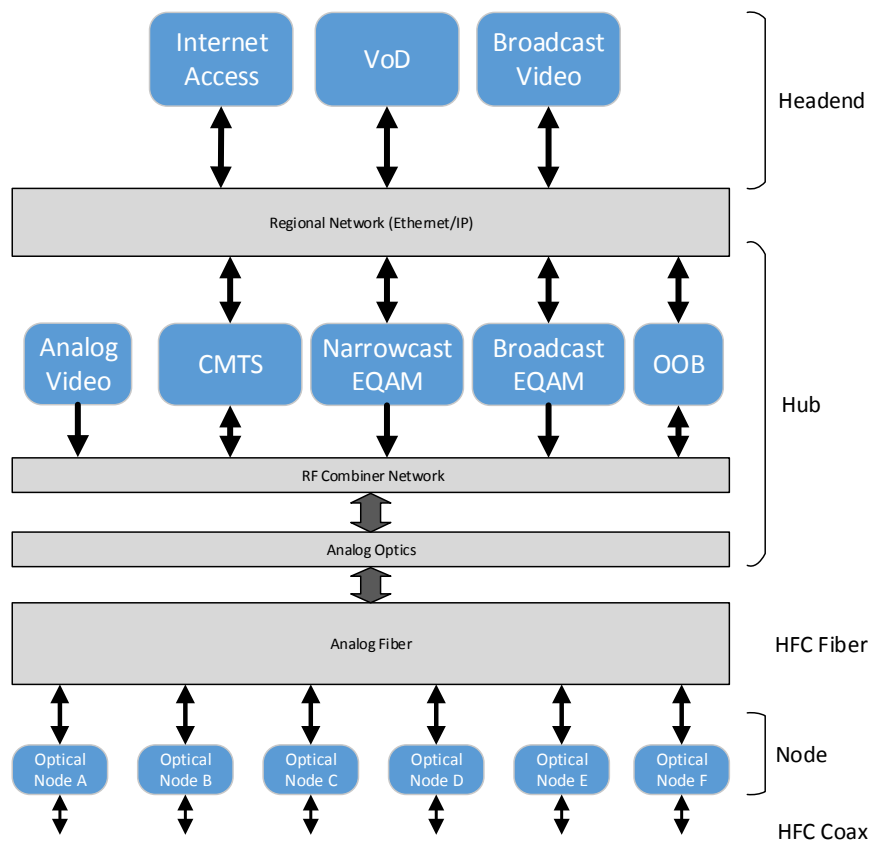 Internet
Access
VoD
Broadcast
Video
Headend
Regional Network (Ethernet/IP)
Analog
Video
CMTS
Narrowcast
EQAM
Broadcast
EQAM
OOB
Hub
RF Combiner Network
Analog Optics
Analog Fiber
HFC Fiber
Optical
Node A
Optical
Node B
Optical
Node C
Optical
Node D
Optical
Node E
Optical
Node F
Node
HFC Coax